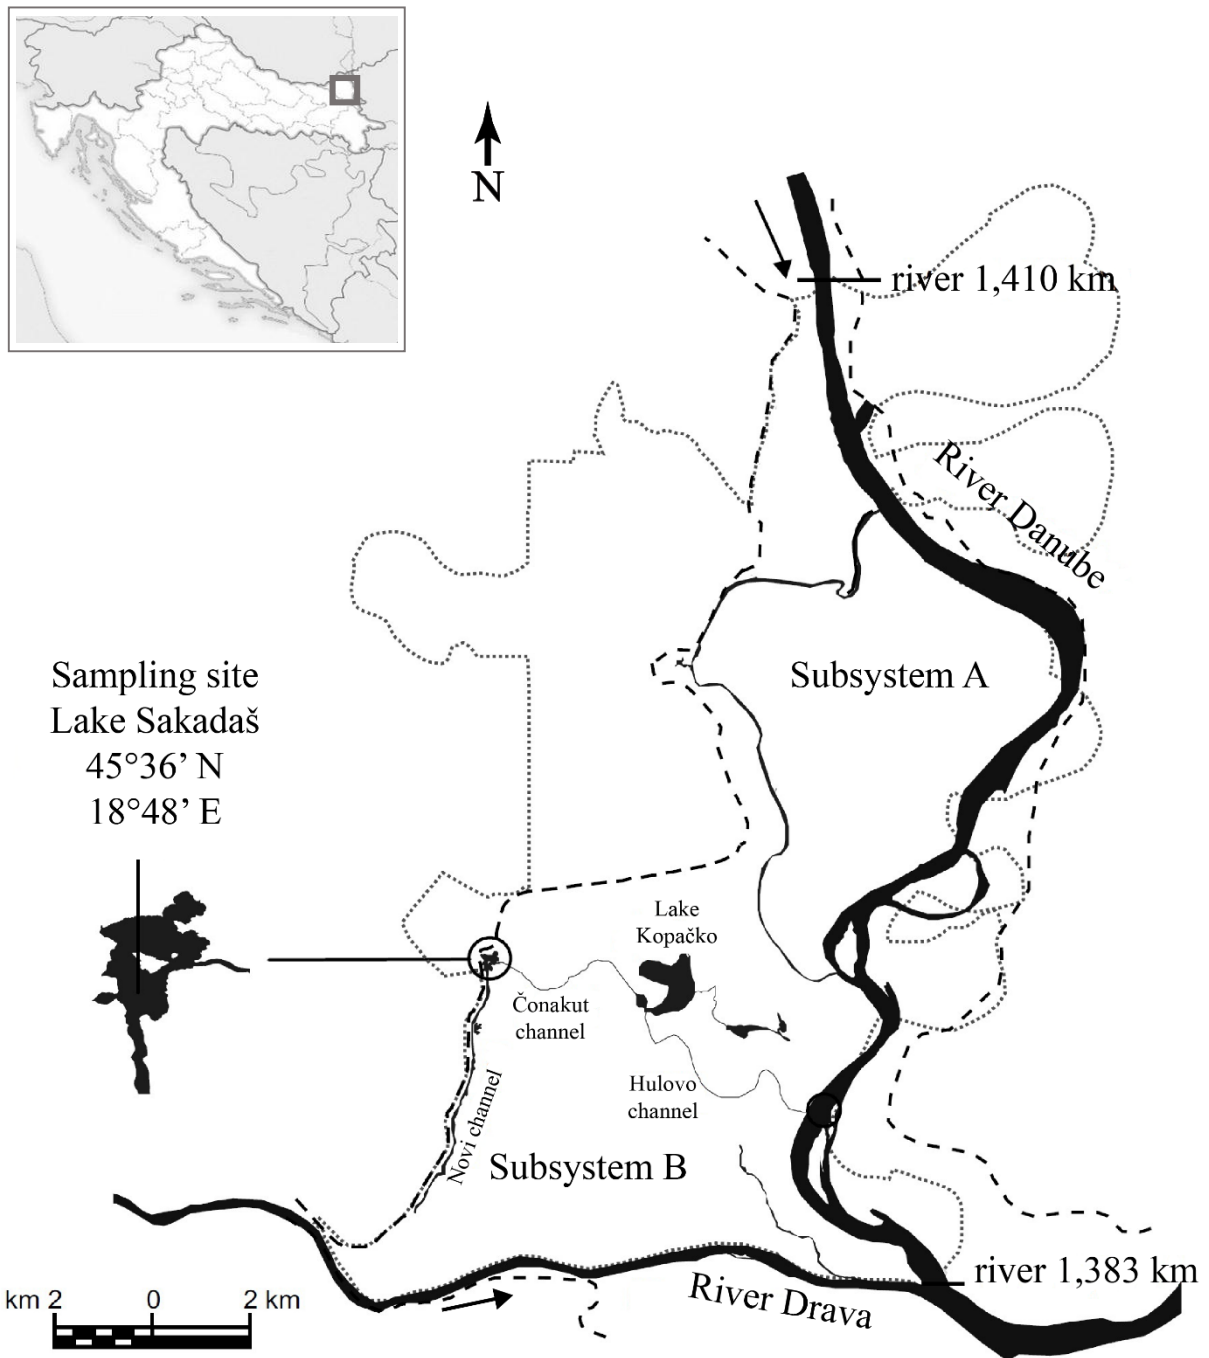 N
river 1,410 km
River Danube
Subsystem A
Sampling site
Lake Sakadaš
45°36’ N
18°48’ E
Lake
Kopačko
Čonakut
channel
Hulovo
channel
Novi channel
Subsystem B
river 1,383 km
River Drava
km 2 0 2 km